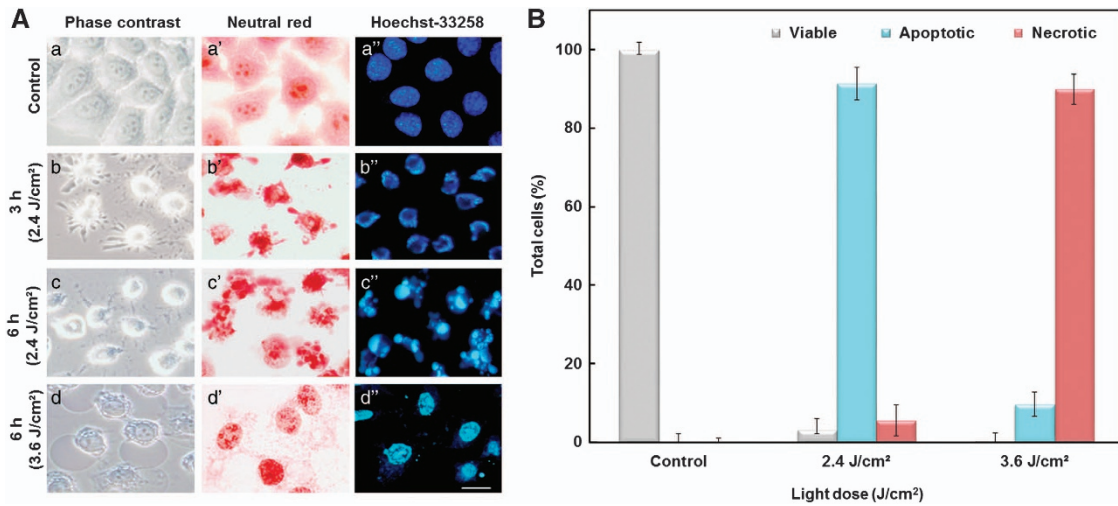 A
Phase contrast Neutral red Hoechst-33258
Control
a a' a''
3 h
(2.4 J/cm²)
b b' b''
6 h
(2.4 J/cm²)
c c' c''
6 h
(3.6 J/cm²)
d d' d''
B
Viable Apoptotic Necrotic
Total cells (%)
100
80
60
40
20
0
Control 2.4 J/cm² 3.6 J/cm²
Light dose (J/cm²)